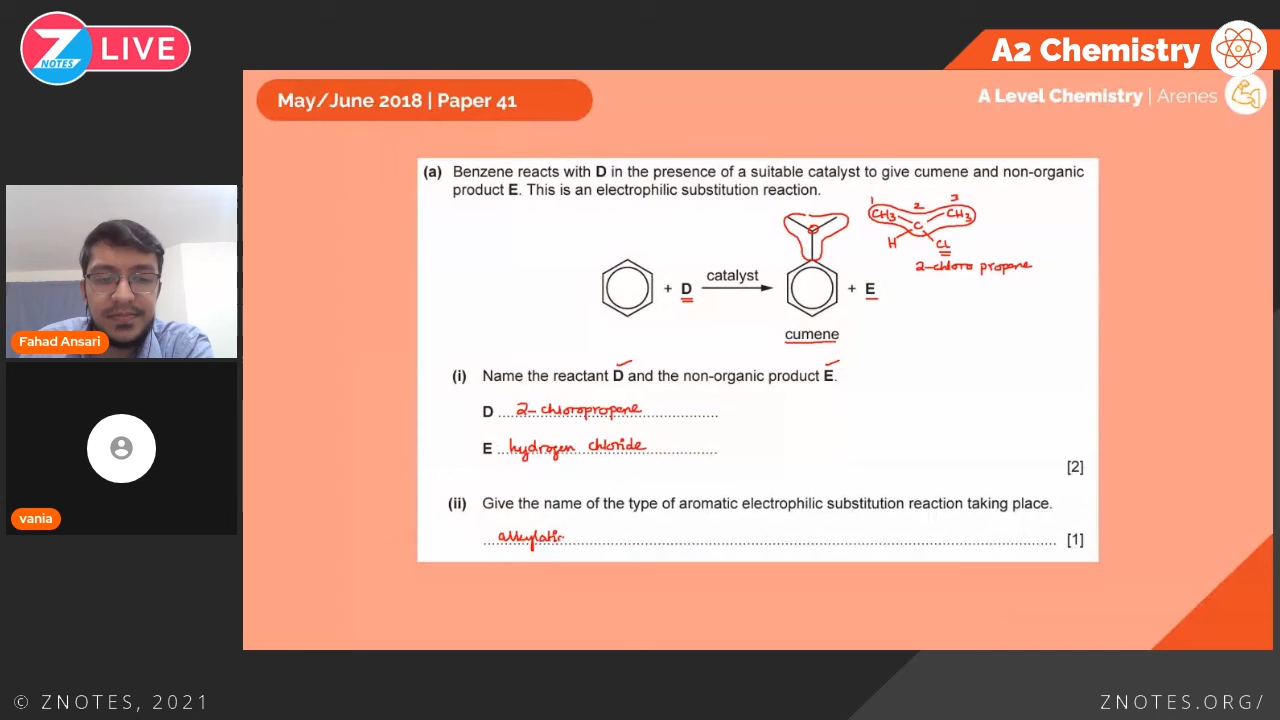 Z NOTES LIVE
A2 Chemistry
May/June 2018 | Paper 41
A Level Chemistry | Arenes
(a) Benzene reacts with D in the presence of a suitable catalyst to give cumene and non-organic
product E. This is an electrophilic substitution reaction.
1 2 3
CH3 C CH3
H Cl
2-chloro propane
+ D catalyst + E
cumene
(i) Name the reactant D and the non-organic product E.
D 2-chloropropane
E hydrogen chloride
[2]
(ii) Give the name of the type of aromatic electrophilic substitution reaction taking place.
alkylatio [1]
Fahad Ansari
vania
© ZNOTES, 2021
ZNOTES.ORG/